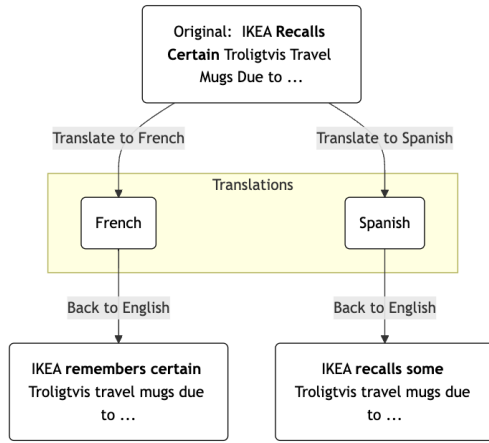 Original: IKEA Recalls
Certain Troligtvis Travel
Mugs Due to ...
Translate to French
Translate to Spanish
Translations
French
Spanish
Back to English
Back to English
IKEA remembers certain
Troligtvis travel mugs due
to ...
IKEA recalls some
Troligtvis travel mugs due
to ...